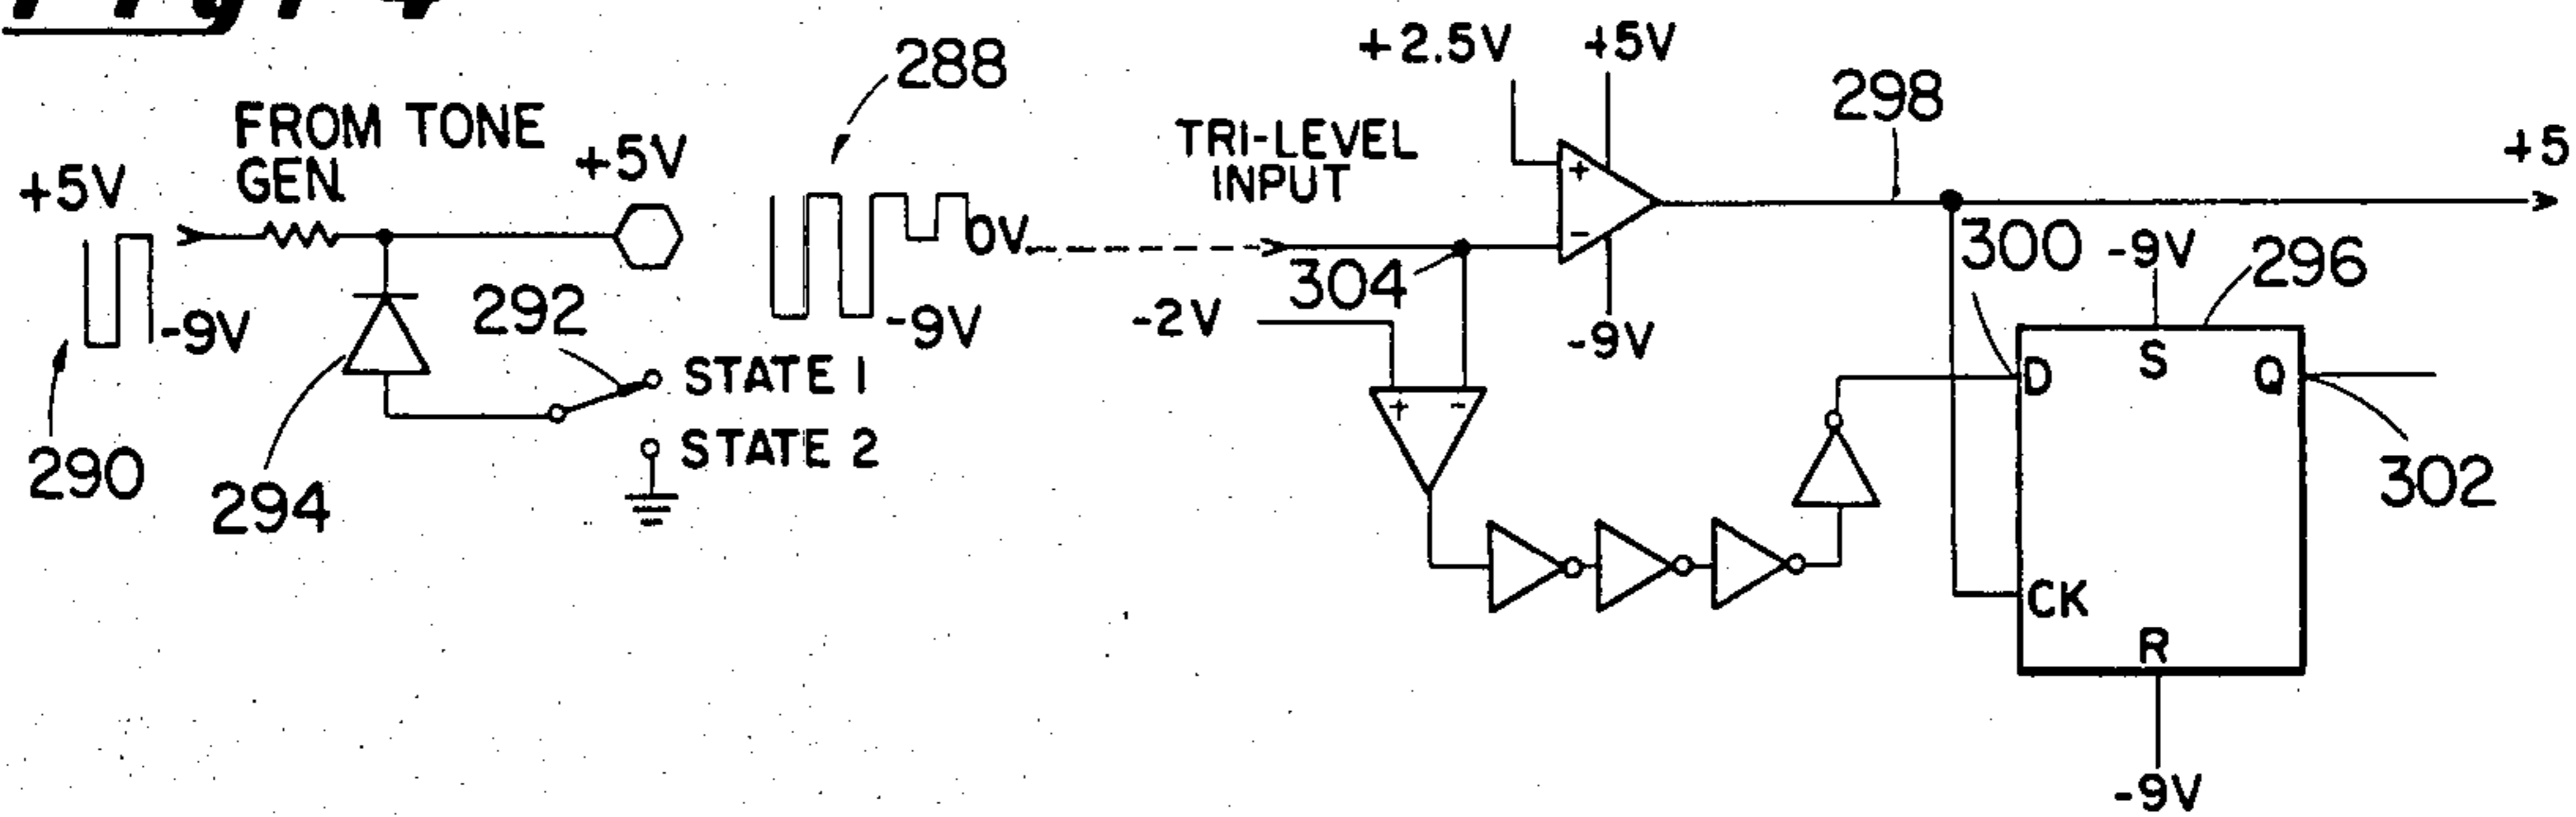 288
+2.5V +5V
FROM TONE
GEN.
+5V
+5V
-9V
290
294
292
STATE 1
STATE 2
0V
-9V
TRI-LEVEL
INPUT
304
-2V
+
-
-9V
+
-
298
+5
300
-9V
296
D
S
Q
CK
R
302
-9V